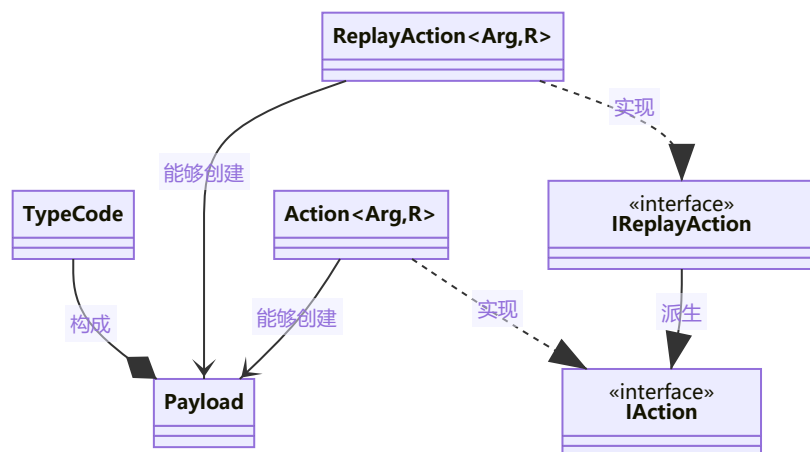 ReplayAction<Arg,R>
实现
能够创建
TypeCode
Action<Arg,R>
«interface»
IReplayAction
构成
能够创建
实现
派生
Payload
«interface»
IAction